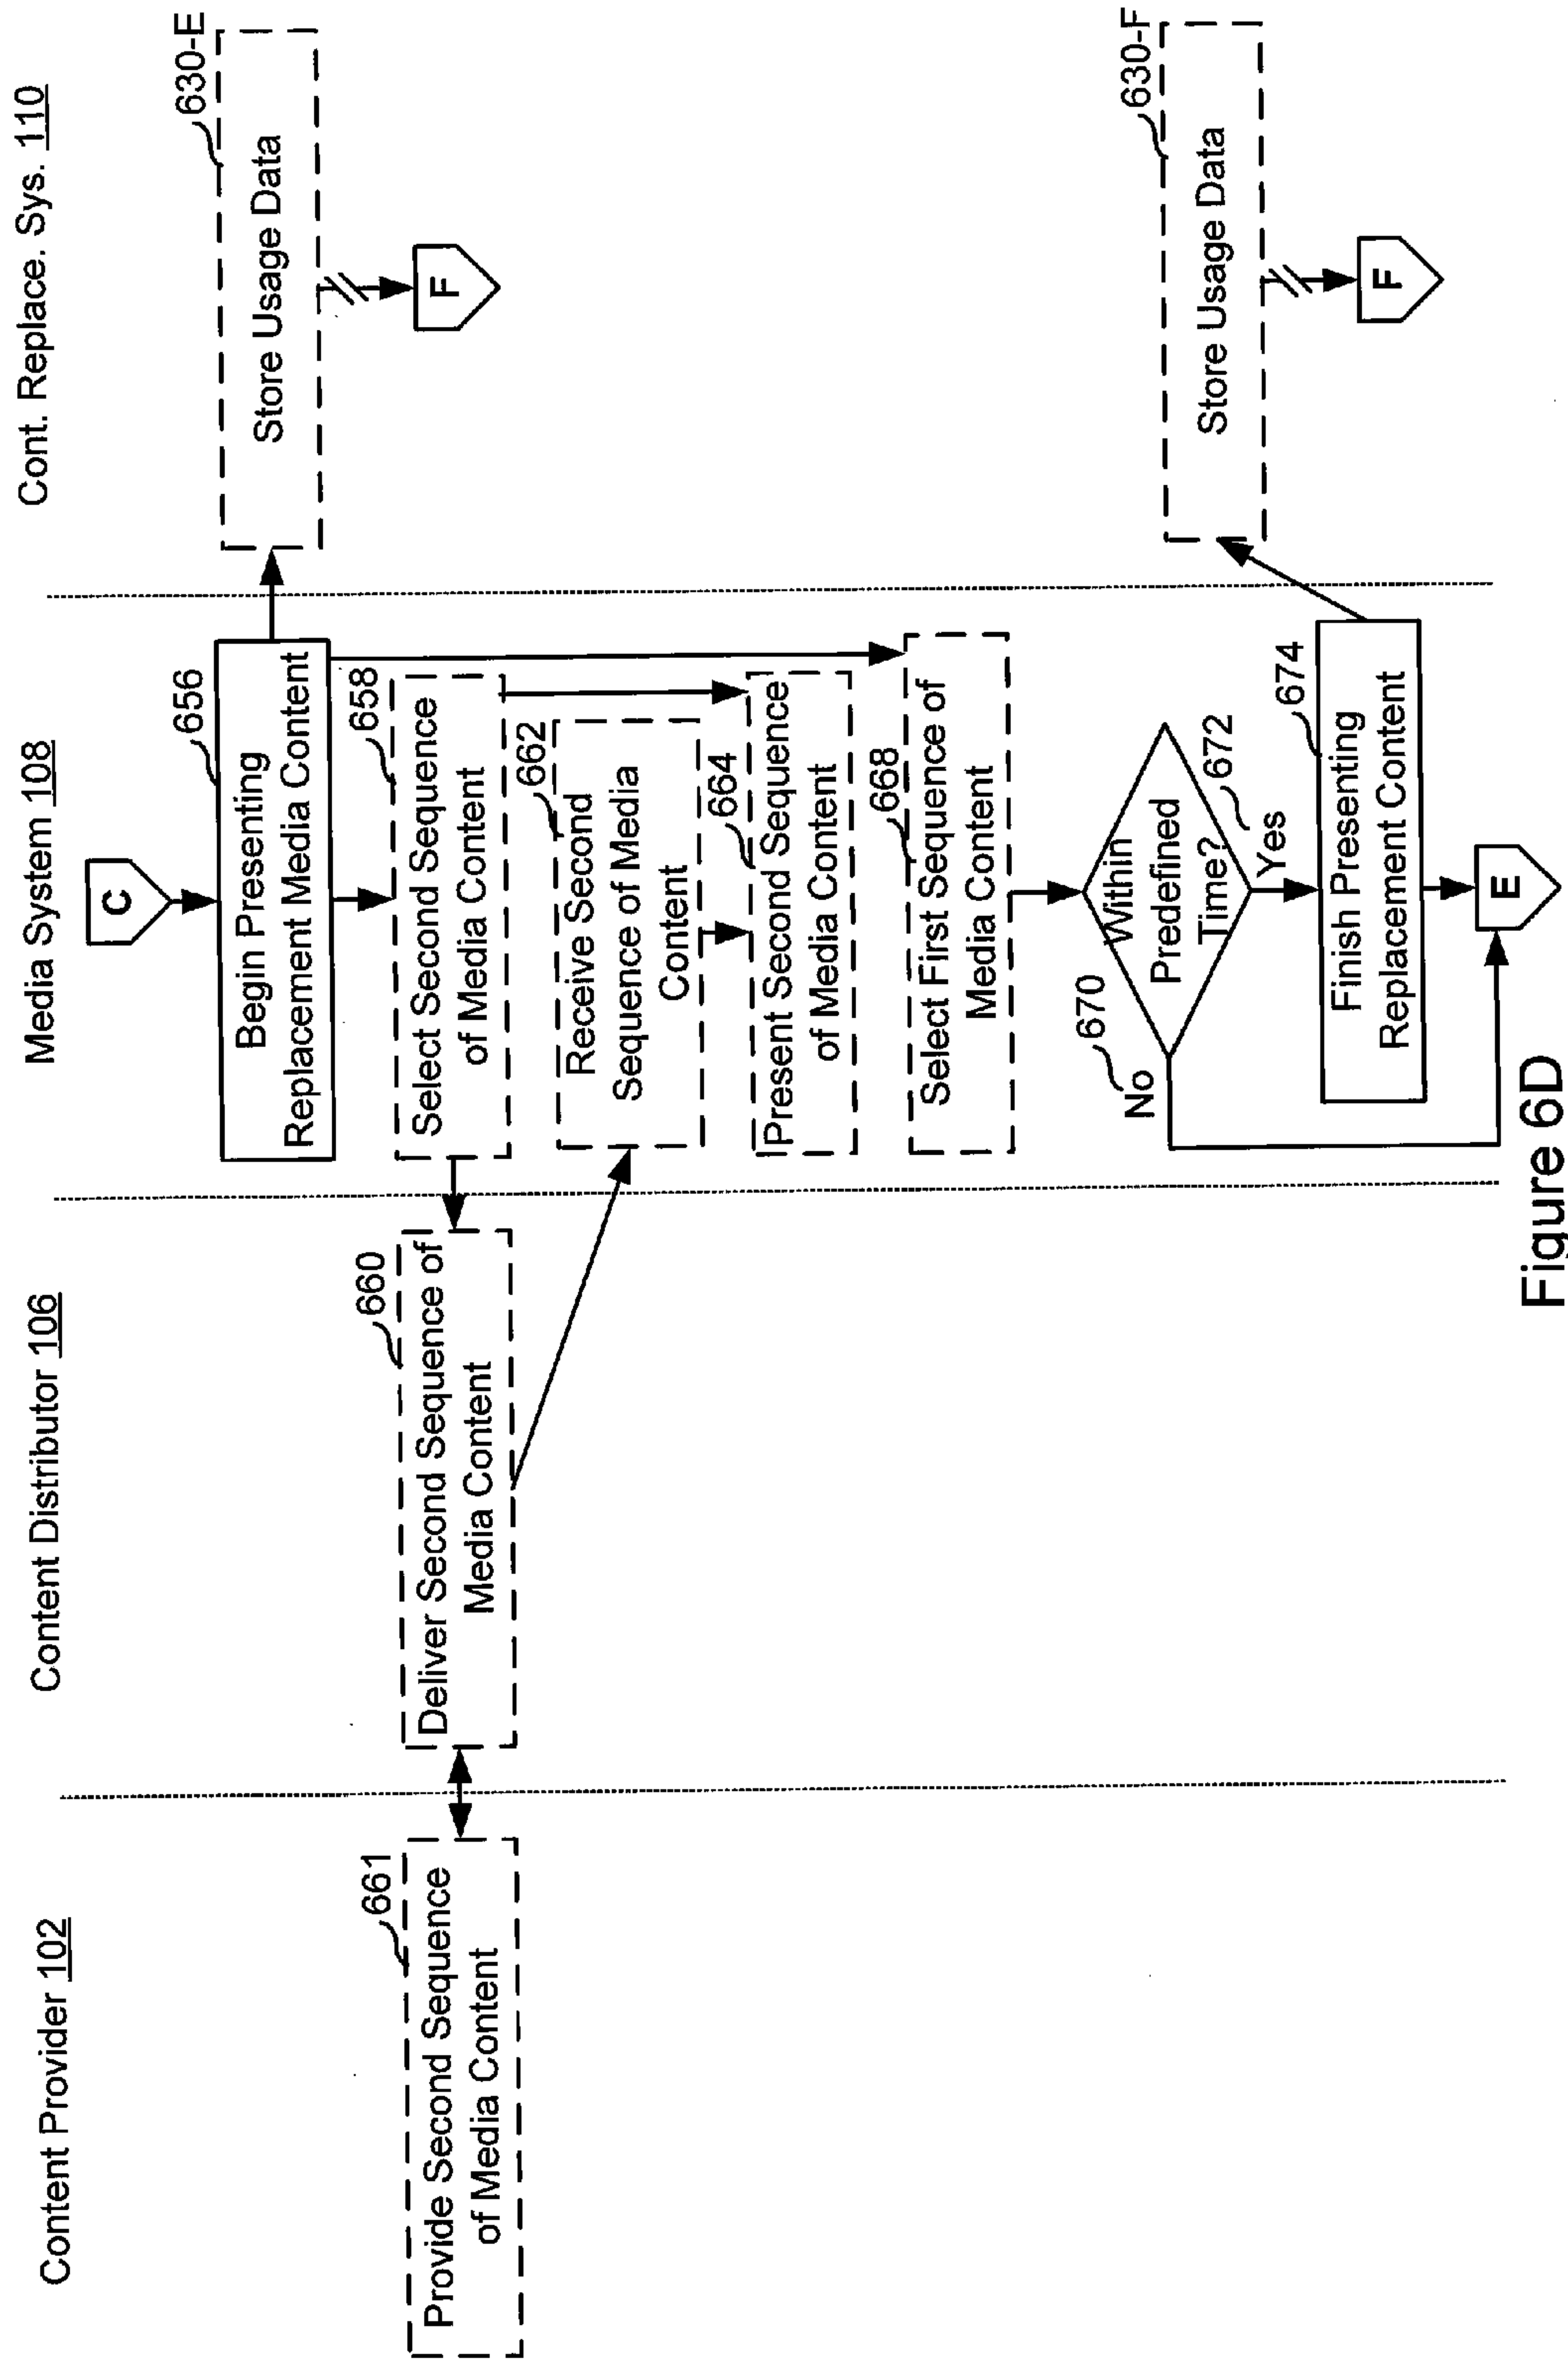 Content Provider 102
Content Distributor 106
Media System 108
Cont. Replace. Sys. 110
C
656
Begin Presenting
Replacement Media Content
630-E
Store Usage Data
F
658
Select Second Sequence
of Media Content
660
Deliver Second Sequence of
Media Content
661
Provide Second Sequence
of Media Content
662
Receive Second
Sequence of Media
Content
664
Present Second Sequence
of Media Content
668
Select First Sequence of
Media Content
Within
Predefined
Time?
670
No
672
Yes
674
Finish Presenting
Replacement Content
630-F
Store Usage Data
F
E
Figure 6D